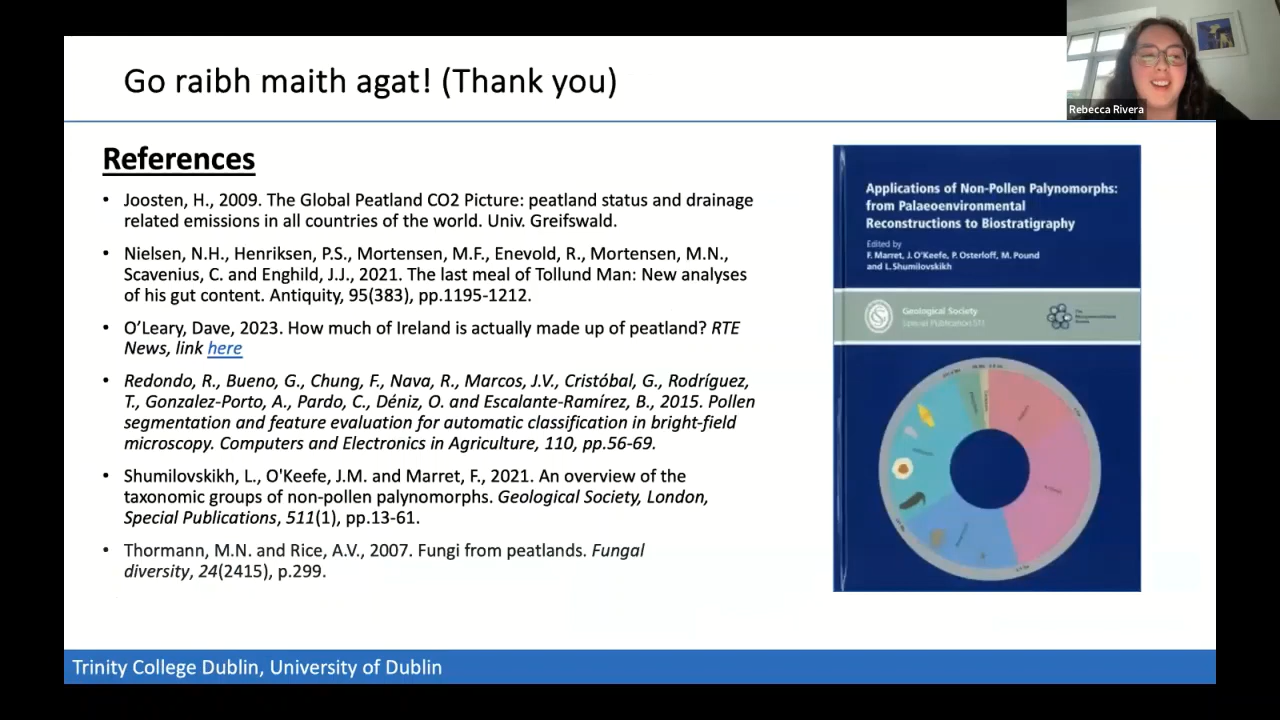 Go raibh maith agat! (Thank you)
Rebecca Rivera
References
• Joosten, H., 2009. The Global Peatland CO2 Picture: peatland status and drainage
related emissions in all countries of the world. Univ. Greifswald.
• Nielsen, N.H., Henriksen, P.S., Mortensen, M.F., Enevold, R., Mortensen, M.N.,
Scavenius, C. and Enghild, J.J., 2021. The last meal of Tollund Man: New analyses
of his gut content. Antiquity, 95(383), pp.1195-1212.
• O’Leary, Dave, 2023. How much of Ireland is actually made up of peatland? RTE
News, link here
• Redondo, R., Bueno, G., Chung, F., Nava, R., Marcos, J.V., Cristóbal, G., Rodríguez,
T., Gonzalez-Porto, A., Pardo, C., Déniz, O. and Escalante-Ramírez, B., 2015. Pollen
segmentation and feature evaluation for automatic classification in bright-field
microscopy. Computers and Electronics in Agriculture, 110, pp.56-69.
• Shumilovskikh, L., O'Keefe, J.M. and Marret, F., 2021. An overview of the
taxonomic groups of non-pollen palynomorphs. Geological Society, London,
Special Publications, 511(1), pp.13-61.
• Thormann, M.N. and Rice, A.V., 2007. Fungi from peatlands. Fungal
diversity, 24(2415), p.299.
Applications of Non-Pollen Palynomorphs:
from Palaeoenvironmental
Reconstructions to Biostratigraphy
Edited by
F. Marret, J. O'Keefe, P. Osterloff, M. Pound
and L. Shumilovskikh
Geological Society
Special Publication 511
Trinity College Dublin, University of Dublin